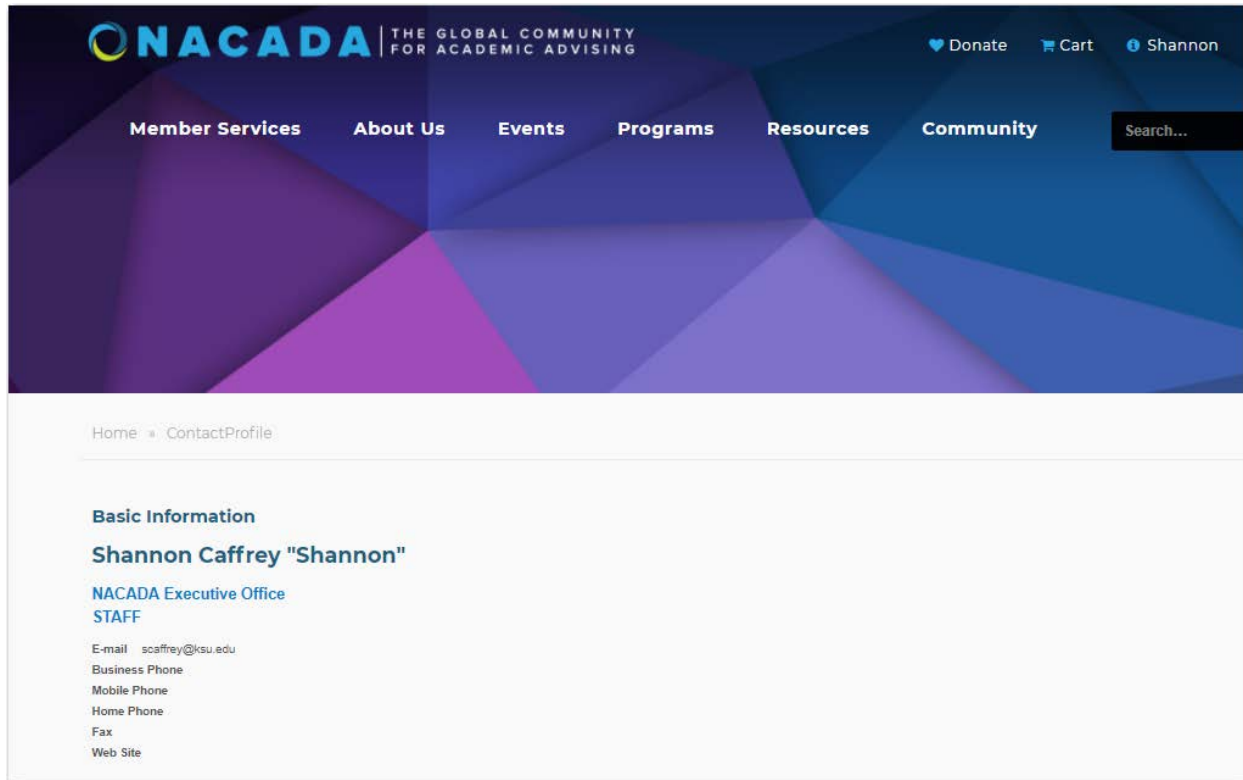 NACADA THE GLOBAL COMMUNITY
FOR ACADEMIC ADVISING
Donate Cart Shannon
Member Services About Us Events Programs Resources Community Search...
Home » ContactProfile
Basic Information
Shannon Caffrey "Shannon"
NACADA Executive Office
STAFF
E-mail scaffrey@ksu.edu
Business Phone
Mobile Phone
Home Phone
Fax
Web Site